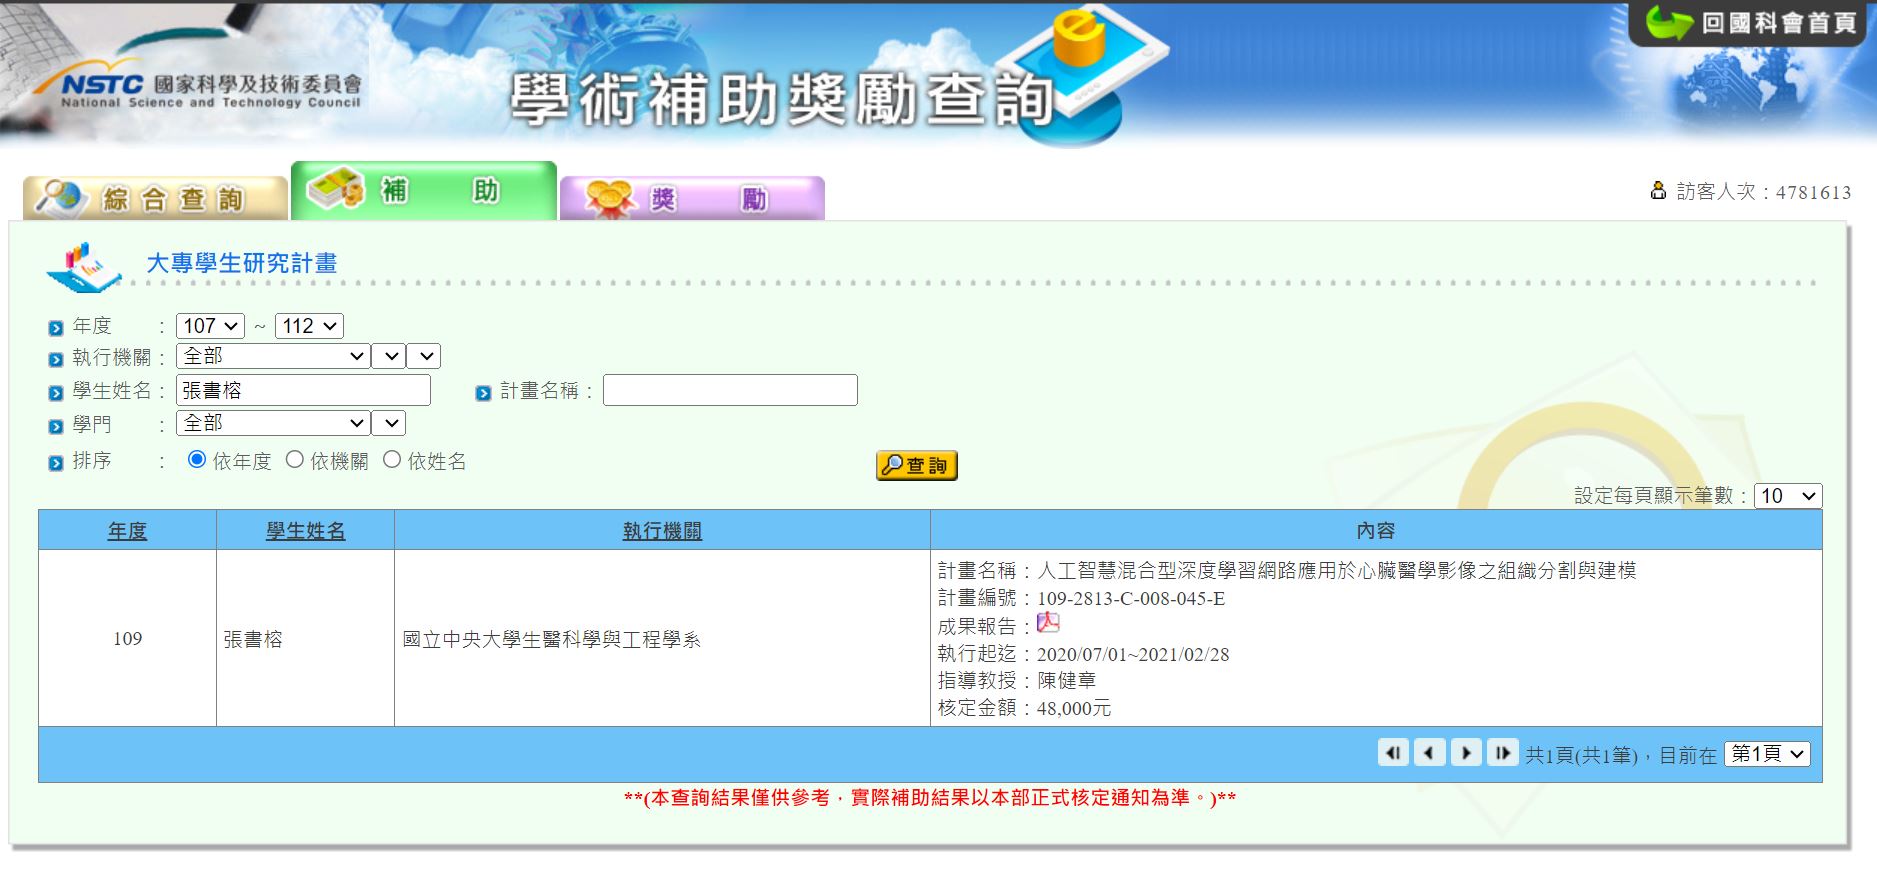 回國科會首頁
NSTC 國家科學及技術委員會
National Science and Technology Council
學術補助獎勵查詢
綜合查詢
補助
獎勵
訪客人次：4781613
大專學生研究計畫
年度 ： 107 ~ 112
執行機關： 全部
學生姓名： 張書榕 計畫名稱：
學門 ： 全部
排序 ： 依年度 依機關 依姓名
查詢
設定每頁顯示筆數： 10
年度 學生姓名 執行機關 內容
109 張書榕 國立中央大學生醫科學與工程學系
計畫名稱：人工智慧混合型深度學習網路應用於心臟醫學影像之組織分割與建模
計畫編號：109-2813-C-008-045-E
成果報告：
執行起迄：2020/07/01~2021/02/28
指導教授：陳健章
核定金額：48,000元
共1頁(共1筆)，目前在 第1頁
**(本查詢結果僅供參考，實際補助結果以本部正式核定通知為準。)**